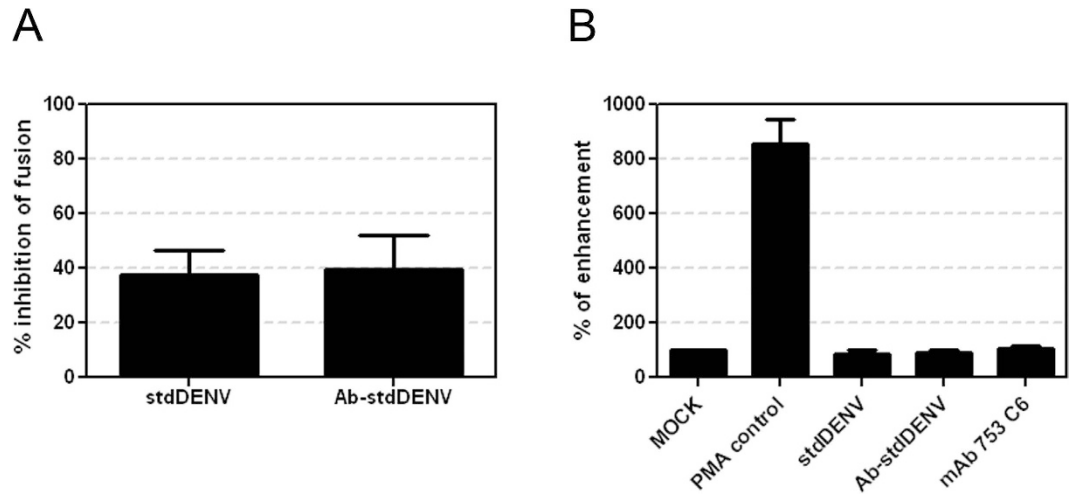 A
% inhibition of fusion
100
80
60
40
20
0
stdDENV
Ab-stdDENV
B
% of enhancement
1000
800
600
400
200
0
MOCK
PMA control
stdDENV
Ab-stdDENV
mAb 753 C6